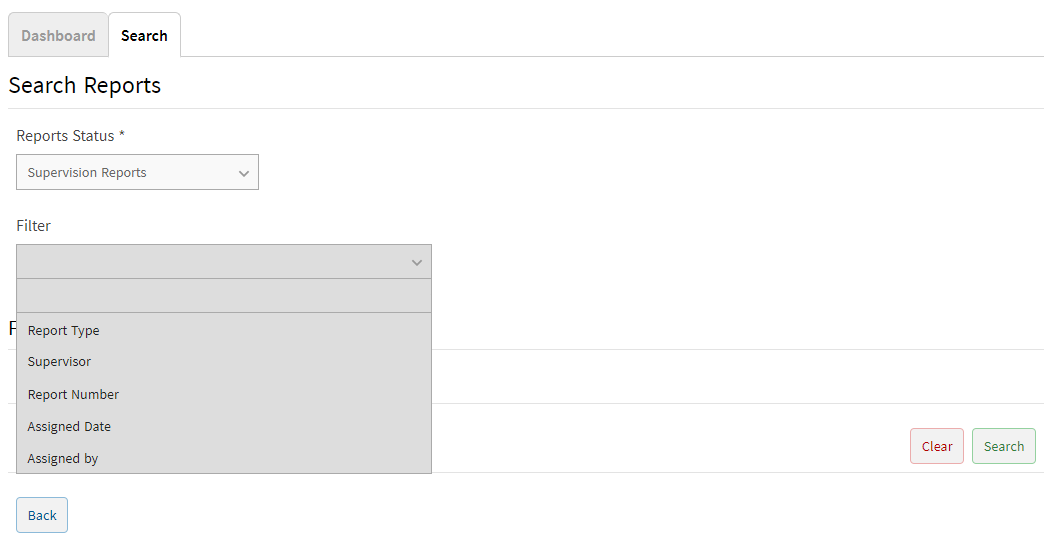 Dashboard Search
Search Reports
Reports Status *
Supervision Reports
Filter
Report Type
Supervisor
Report Number
Assigned Date
Assigned by
Clear Search
Back